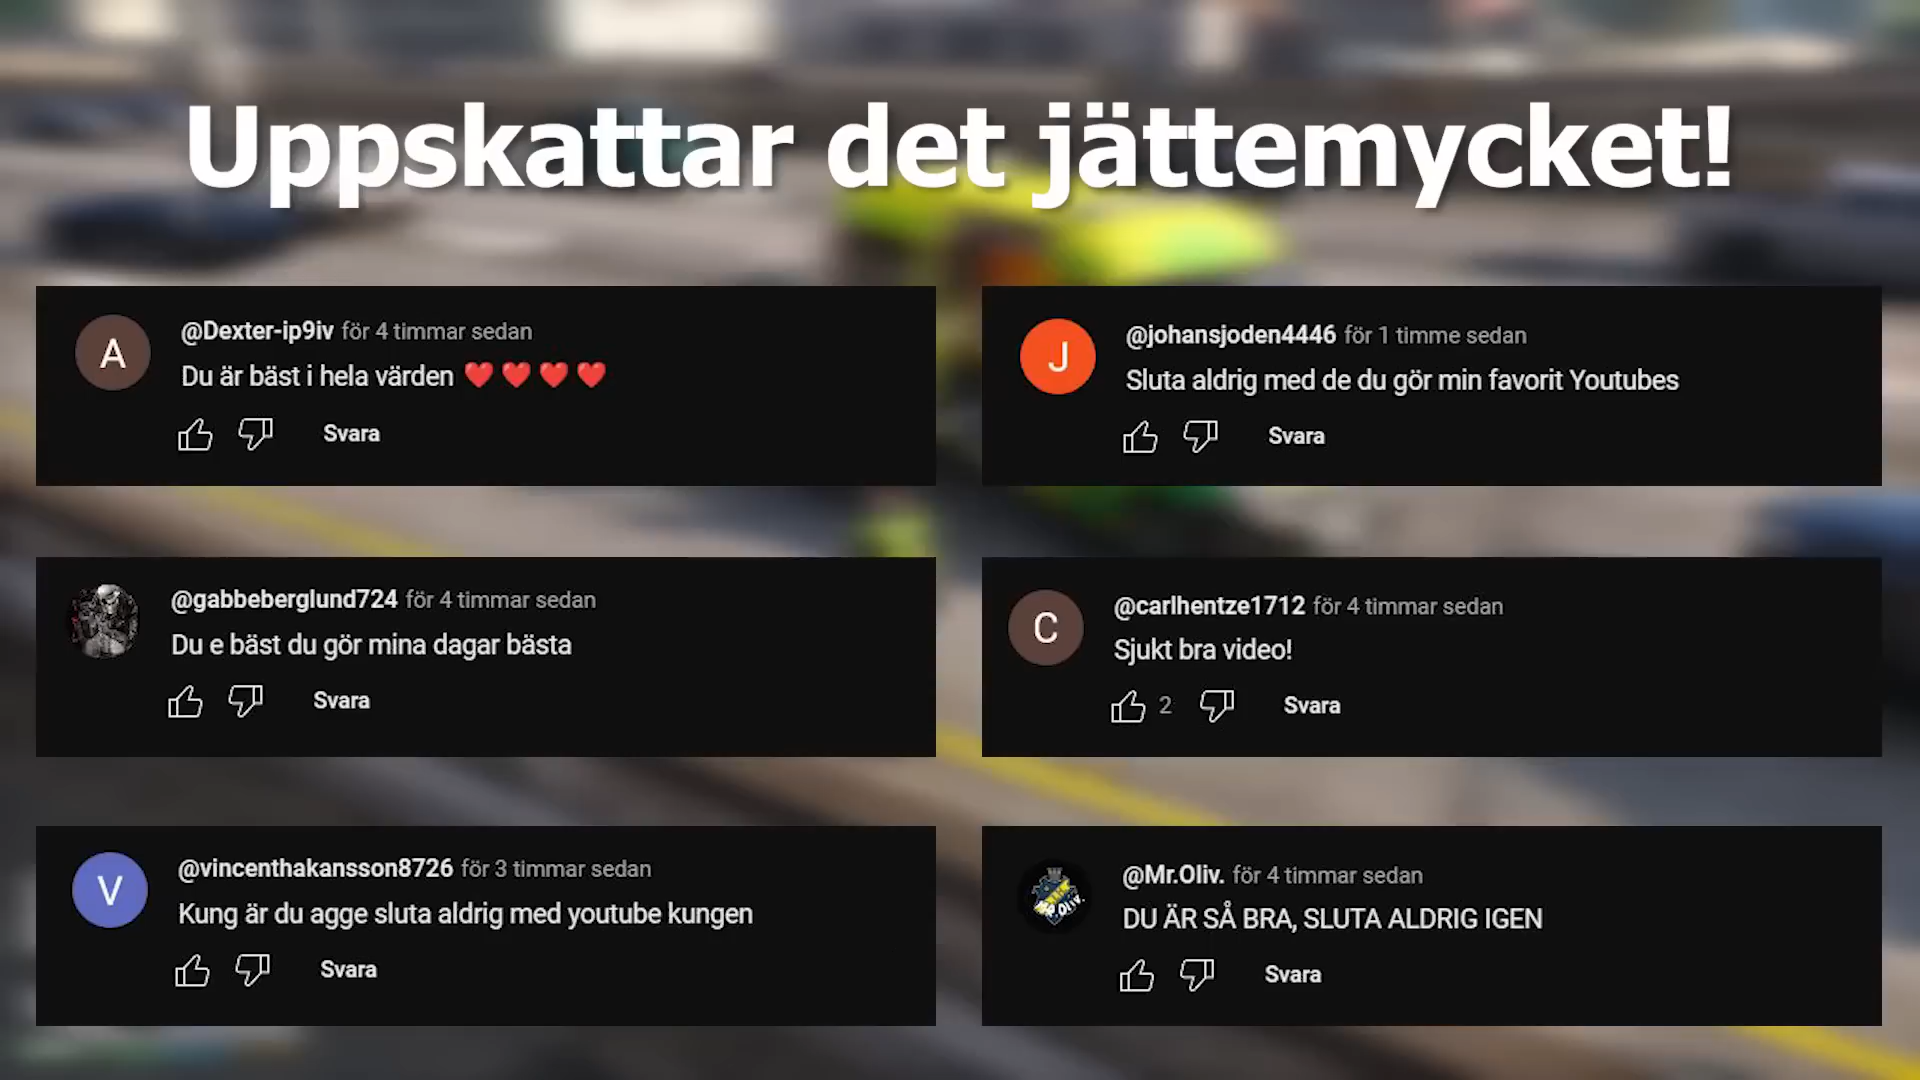 Uppskattar det jättemycket!
A
@Dexter-ip9iv för 4 timmar sedan
Du är bäst i hela värden ❤️ ❤️ ❤️ ❤️
Svara
J
@johansjoden4446 för 1 timme sedan
Sluta aldrig med de du gör min favorit Youtubes
Svara
@gabbeberglund724 för 4 timmar sedan
Du e bäst du gör mina dagar bästa
Svara
C
@carlhentze1712 för 4 timmar sedan
Sjukt bra video!
2 Svara
V
@vincenthakansson8726 för 3 timmar sedan
Kung är du agge sluta aldrig med youtube kungen
Svara
MR.OLIV.
@Mr.Oliv. för 4 timmar sedan
DU ÄR SÅ BRA, SLUTA ALDRIG IGEN
Svara